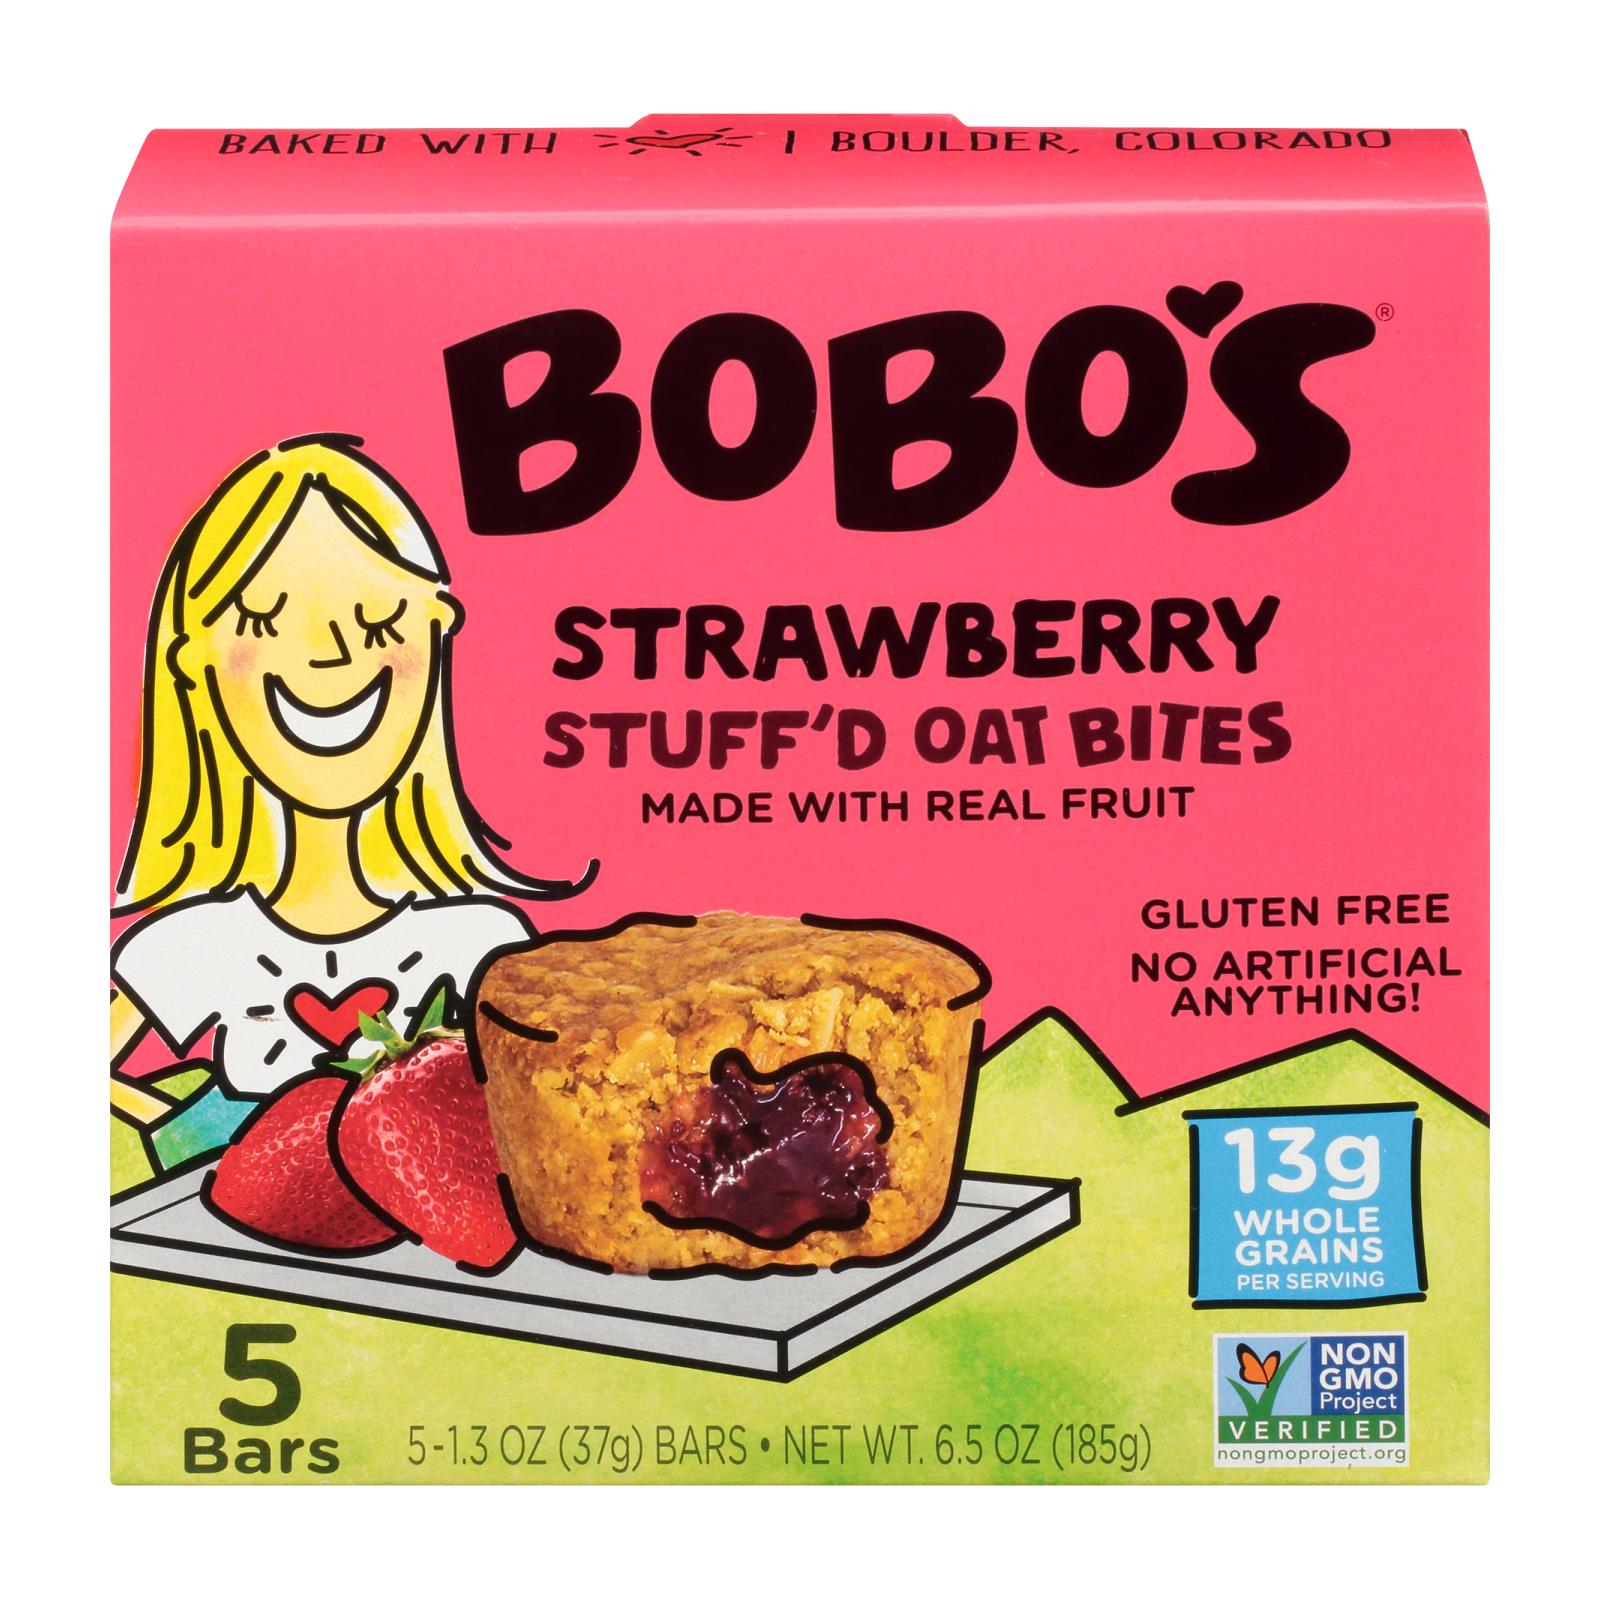 BAKED WITH | BOULDER, COLORADO
BOBO'S®
STRAWBERRY
STUFF'D OAT BITES
MADE WITH REAL FRUIT
GLUTEN FREE
NO ARTIFICIAL
ANYTHING!
13g
WHOLE
GRAINS
PER SERVING
NON
GMO
Project
VERIFIED
nongmoproject.org
5
Bars
5-1.3 OZ (37g) BARS • NET WT. 6.5 OZ (185g)